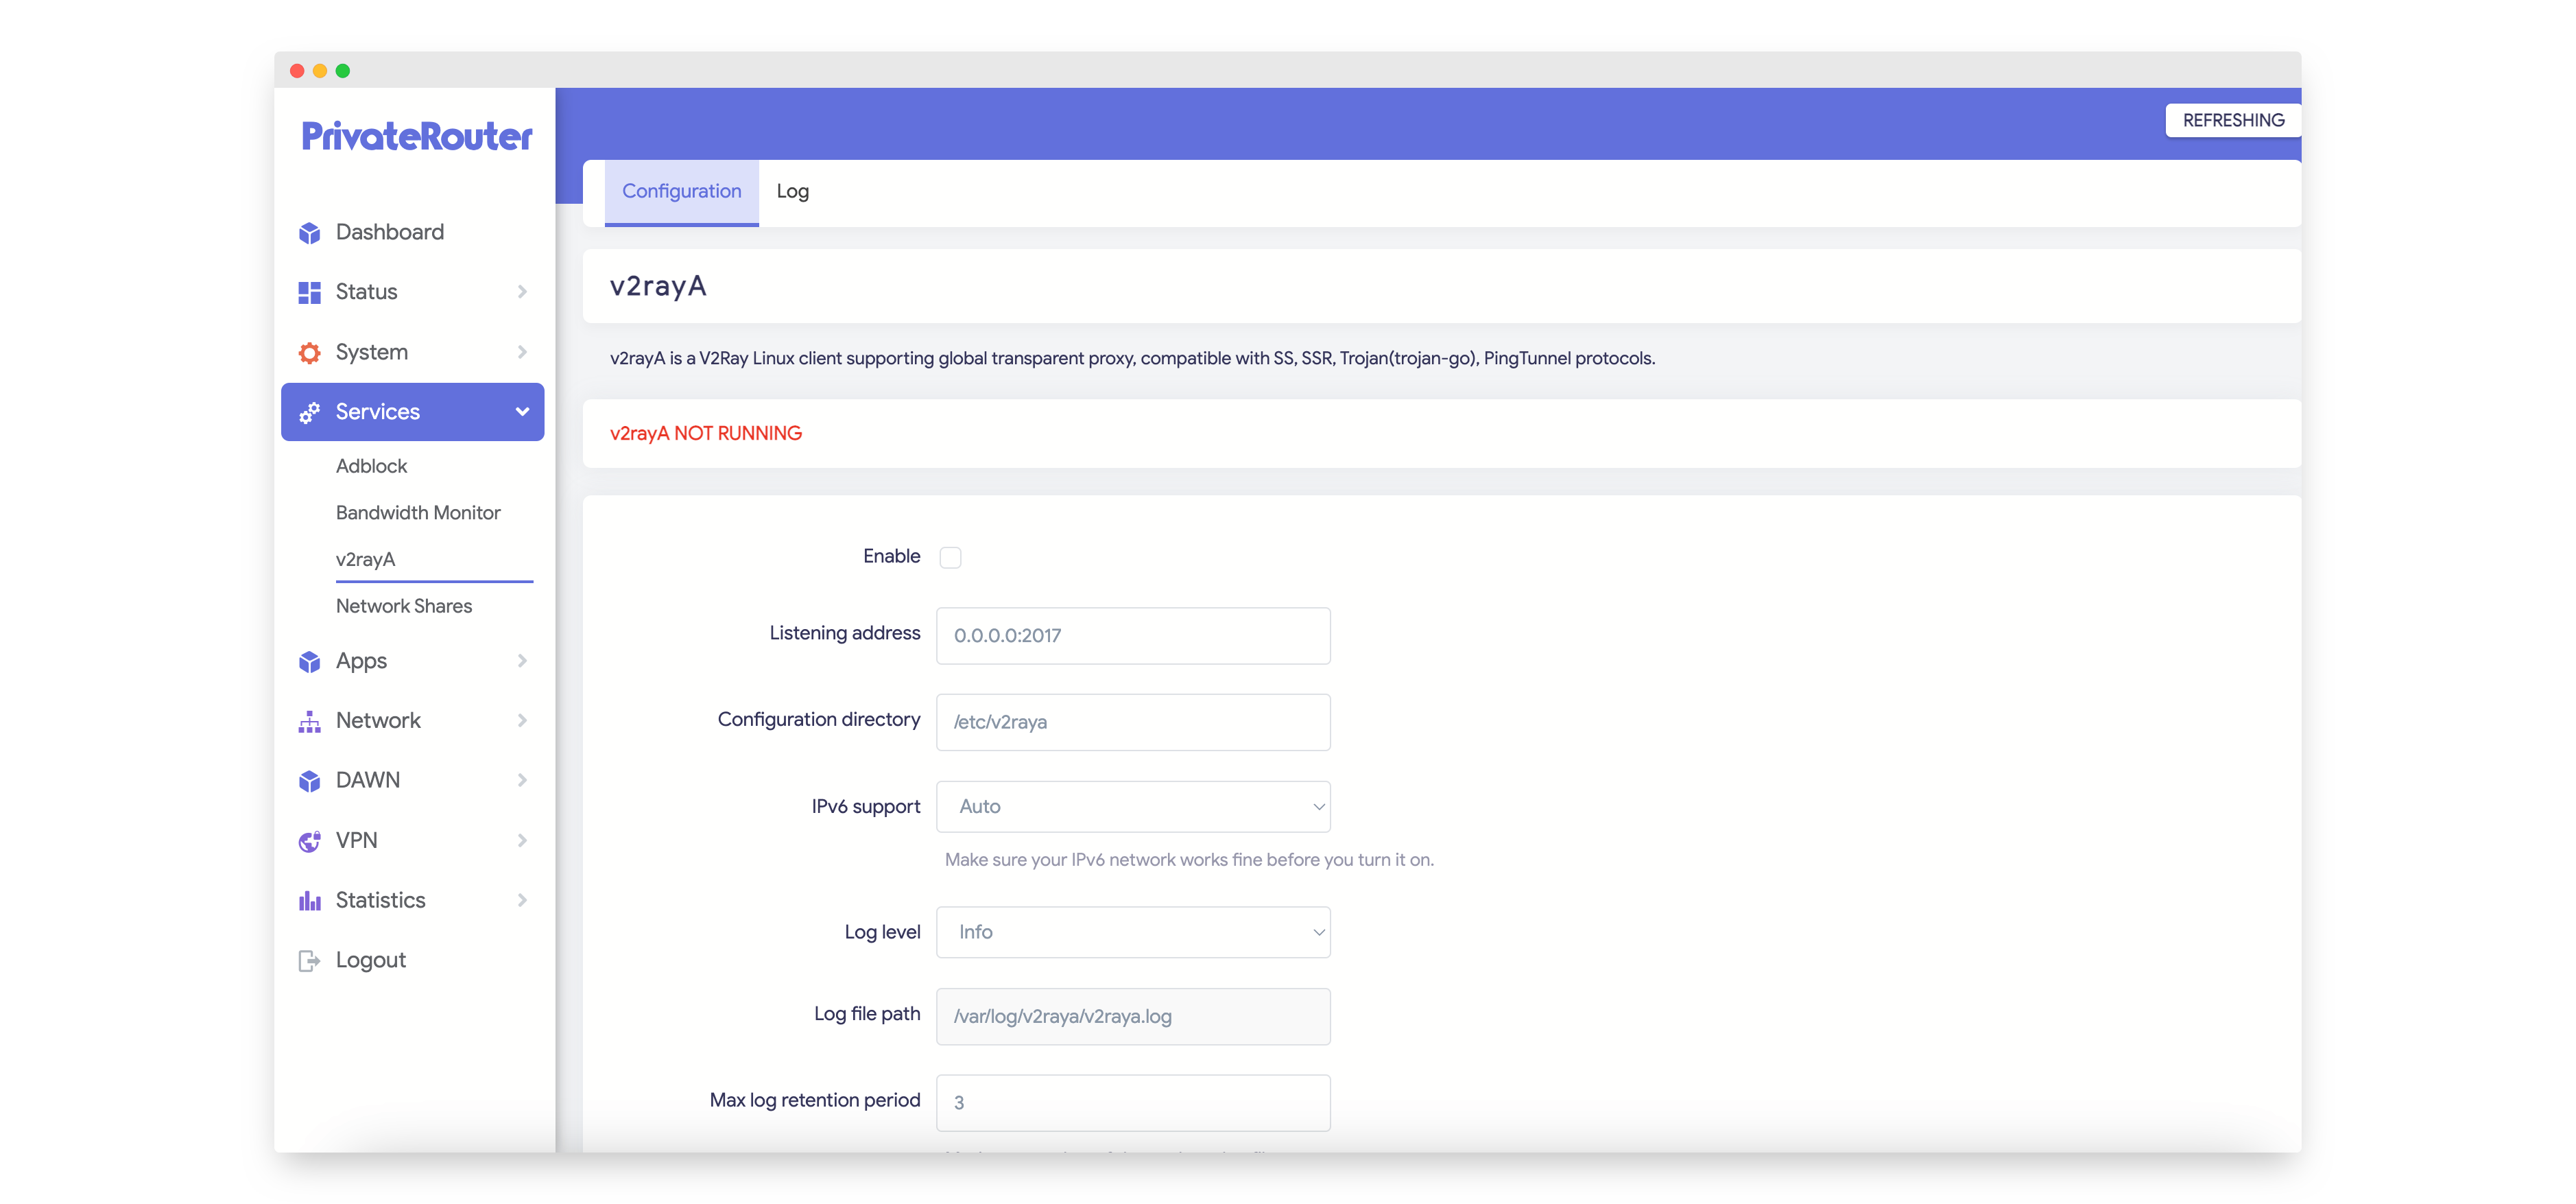 PrivateRouter
REFRESHING
Dashboard
Status
System
Services
Adblock
Bandwidth Monitor
v2rayA
Network Shares
Apps
Network
DAWN
VPN
Statistics
Logout
Configuration
Log
v2rayA
v2rayA is a V2Ray Linux client supporting global transparent proxy, compatible with SS, SSR, Trojan(trojan-go), PingTunnel protocols.
v2rayA NOT RUNNING
Enable
Listening address 0.0.0.0:2017
Configuration directory /etc/v2raya
IPv6 support Auto
Make sure your IPv6 network works fine before you turn it on.
Log level Info
Log file path /var/log/v2raya/v2raya.log
Max log retention period 3